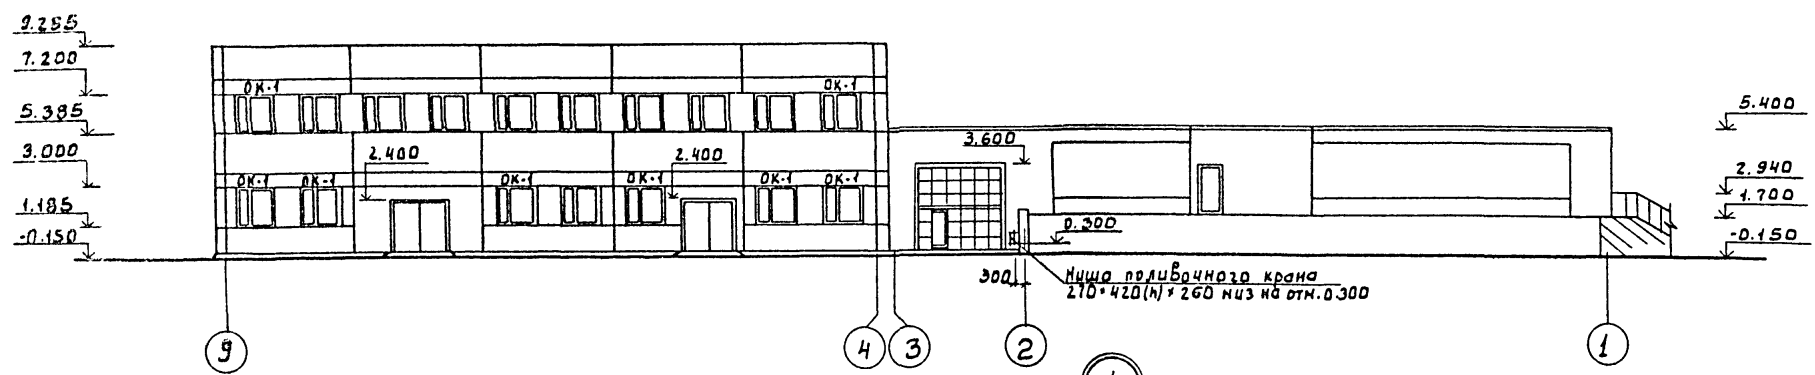 9.285
7.200
5.385
3.000
1.185
-0.150
ОК-1
ОК-1
2.400
2.400
ОК-1
ОК-1
ОК-1
ОК-1
ОК-1
ОК-1
3.600
0.300
300
Ниша поливочного крана
270×420(h)×260 низ на отм. 0.300
5.400
2.940
1.700
-0.150
9
4
3
2
1